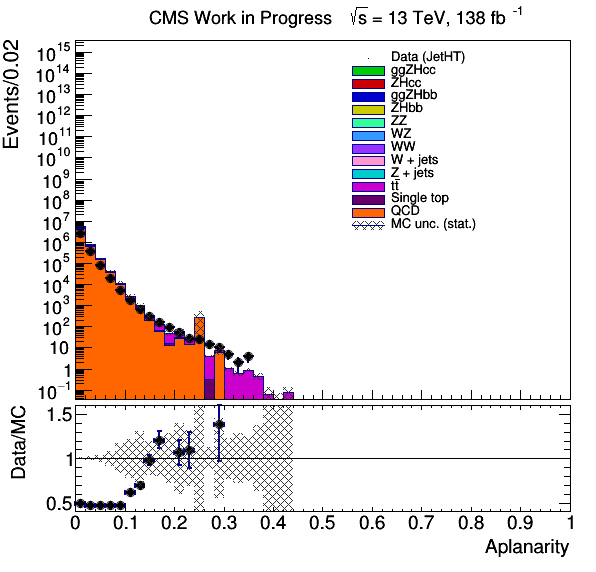 CMS Work in Progress √s = 13 TeV, 138 fb⁻¹
Events/0.02
10¹⁵
10¹⁴
10¹³
10¹²
10¹¹
10¹⁰
10⁹
10⁸
10⁷
10⁶
10⁵
10⁴
10³
10²
10
1
10⁻¹
Data (JetHT)
ggZHcc
ZHcc
ggZHbb
ZHbb
ZZ
WZ
WW
W + jets
Z + jets
tt̄
Single top
QCD
MC unc. (stat.)
Data/MC
1.5
1
0.5
0 0.1 0.2 0.3 0.4 0.5 0.6 0.7 0.8 0.9 1
Aplanarity